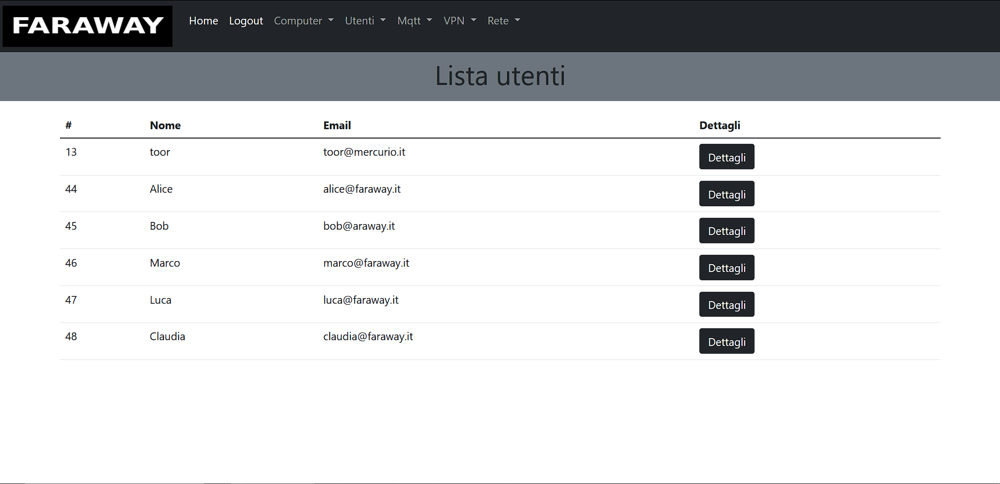 FARAWAY Home Logout Computer Utenti Mqtt VPN Rete
Lista utenti
# Nome Email Dettagli
13 toor toor@mercurio.it Dettagli
44 Alice alice@faraway.it Dettagli
45 Bob bob@araway.it Dettagli
46 Marco marco@faraway.it Dettagli
47 Luca luca@faraway.it Dettagli
48 Claudia claudia@faraway.it Dettagli